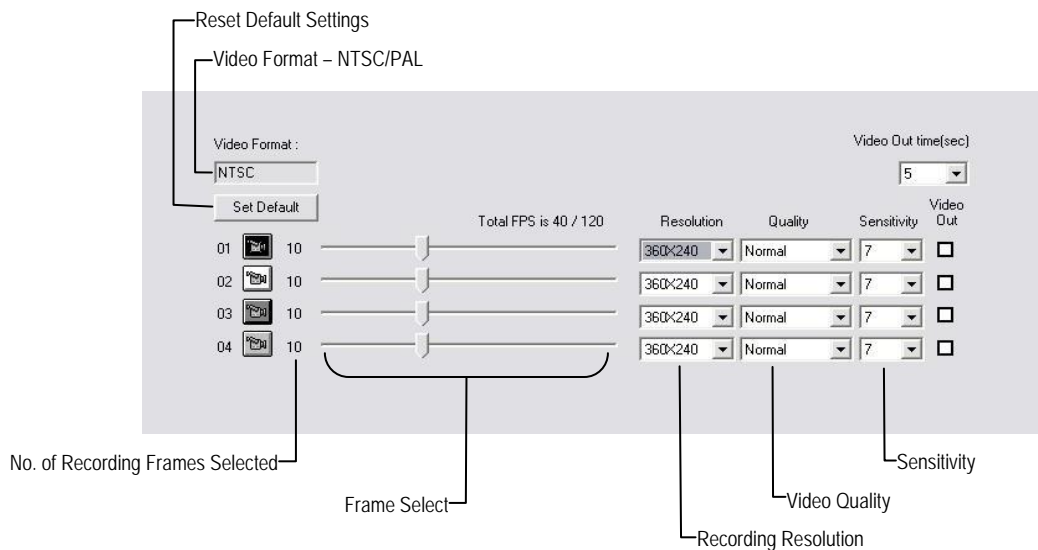 Reset Default Settings
Video Format – NTSC/PAL
Video Format :
Video Out time(sec)
NTSC
5
Set Default
Total FPS is 40 / 120
Resolution
Quality
Sensitivity
Video Out
01 10 360X240 Normal 7
02 10 360X240 Normal 7
03 10 360X240 Normal 7
04 10 360X240 Normal 7
No. of Recording Frames Selected
Sensitivity
Frame Select
Video Quality
Recording Resolution